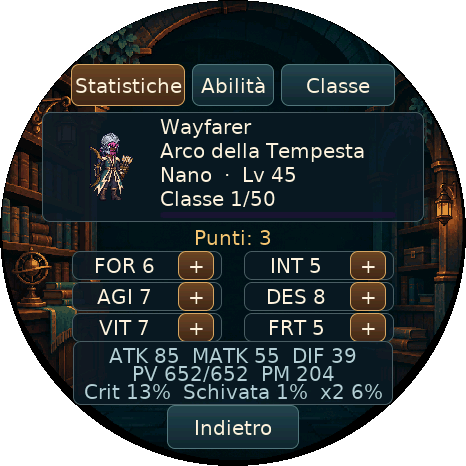 Statistiche Abilità Classe
Wayfarer
Arco della Tempesta
Nano · Lv 45
Classe 1/50
Punti: 3
FOR 6 + INT 5 +
AGI 7 + DES 8 +
VIT 7 + FRT 5 +
ATK 85 MATK 55 DIF 39
PV 652/652 PM 204
Crit 13% Schivata 1% x2 6%
Indietro